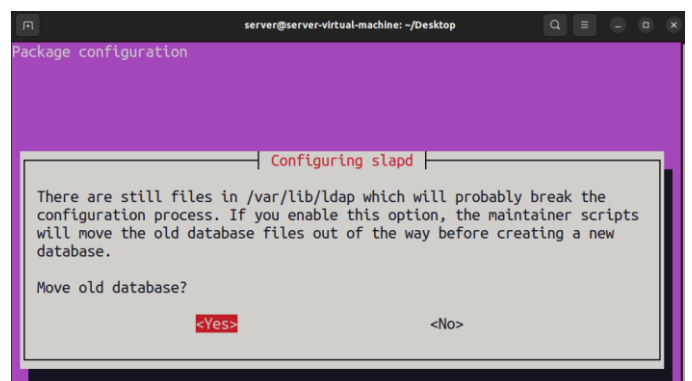 server@server-virtual-machine: ~/Desktop
Package configuration
Configuring slapd
There are still files in /var/lib/ldap which will probably break the
configuration process. If you enable this option, the maintainer scripts
will move the old database files out of the way before creating a new
database.
Move old database?
<Yes> <No>